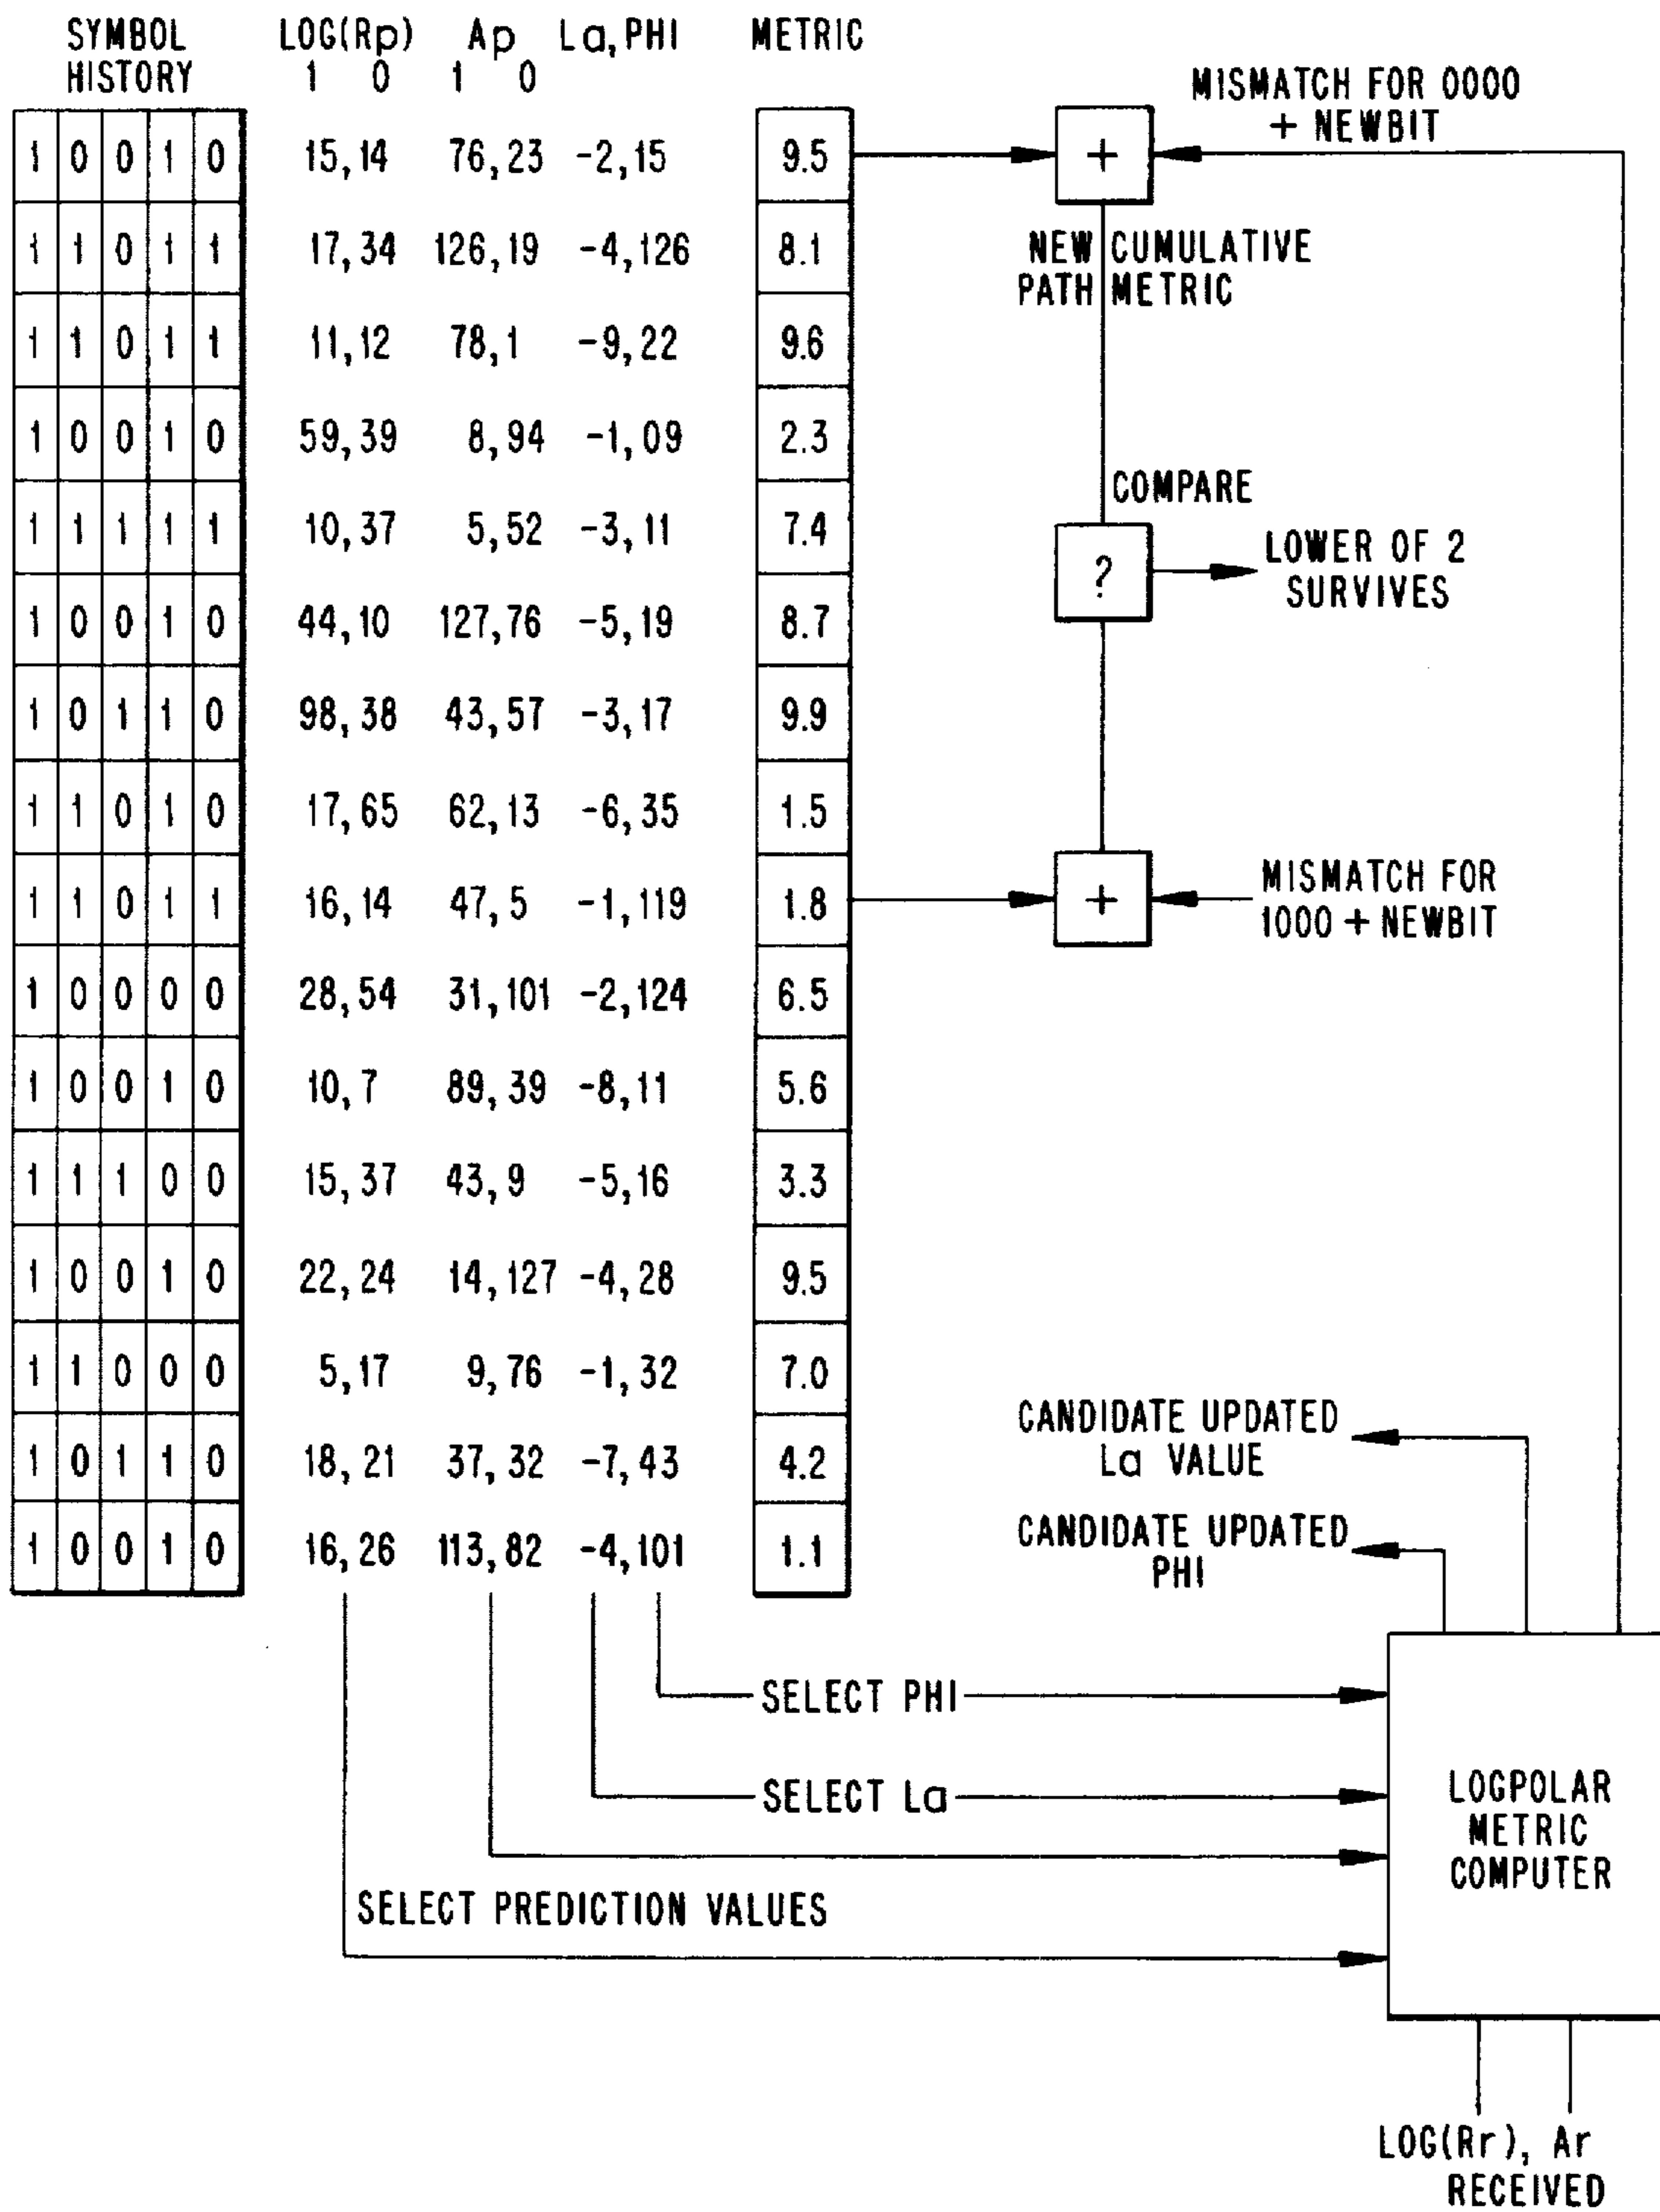 SYMBOL HISTORY LOG(Rp) Ap La, PHI METRIC
1 0 1 0
1 0 0 1 0 15, 14 76, 23 -2, 15 9.5
1 1 0 1 1 17, 34 126, 19 -4, 126 8.1
1 1 0 1 1 11, 12 78, 1 -9, 22 9.6
1 0 0 1 0 59, 39 8, 94 -1, 09 2.3
1 1 1 1 1 10, 37 5, 52 -3, 11 7.4
1 0 0 1 0 44, 10 127, 76 -5, 19 8.7
1 0 1 1 0 98, 38 43, 57 -3, 17 9.9
1 1 0 1 0 17, 65 62, 13 -6, 35 1.5
1 1 0 1 1 16, 14 47, 5 -1, 119 1.8
1 0 0 0 0 28, 54 31, 101 -2, 124 6.5
1 0 0 1 0 10, 7 89, 39 -8, 11 5.6
1 1 1 0 0 15, 37 43, 9 -5, 16 3.3
1 0 0 1 0 22, 24 14, 127 -4, 28 9.5
1 1 0 0 0 5, 17 9, 76 -1, 32 7.0
1 0 1 1 0 18, 21 37, 32 -7, 43 4.2
1 0 0 1 0 16, 26 113, 82 -4, 101 1.1
MISMATCH FOR 0000
+ NEWBIT
+
NEW CUMULATIVE
PATH METRIC
COMPARE
?
LOWER OF 2
SURVIVES
+
MISMATCH FOR
1000 + NEWBIT
CANDIDATE UPDATED
La VALUE
CANDIDATE UPDATED
PHI
SELECT PHI
SELECT La
SELECT PREDICTION VALUES
LOGPOLAR
METRIC
COMPUTER
LOG(Rr), Ar
RECEIVED